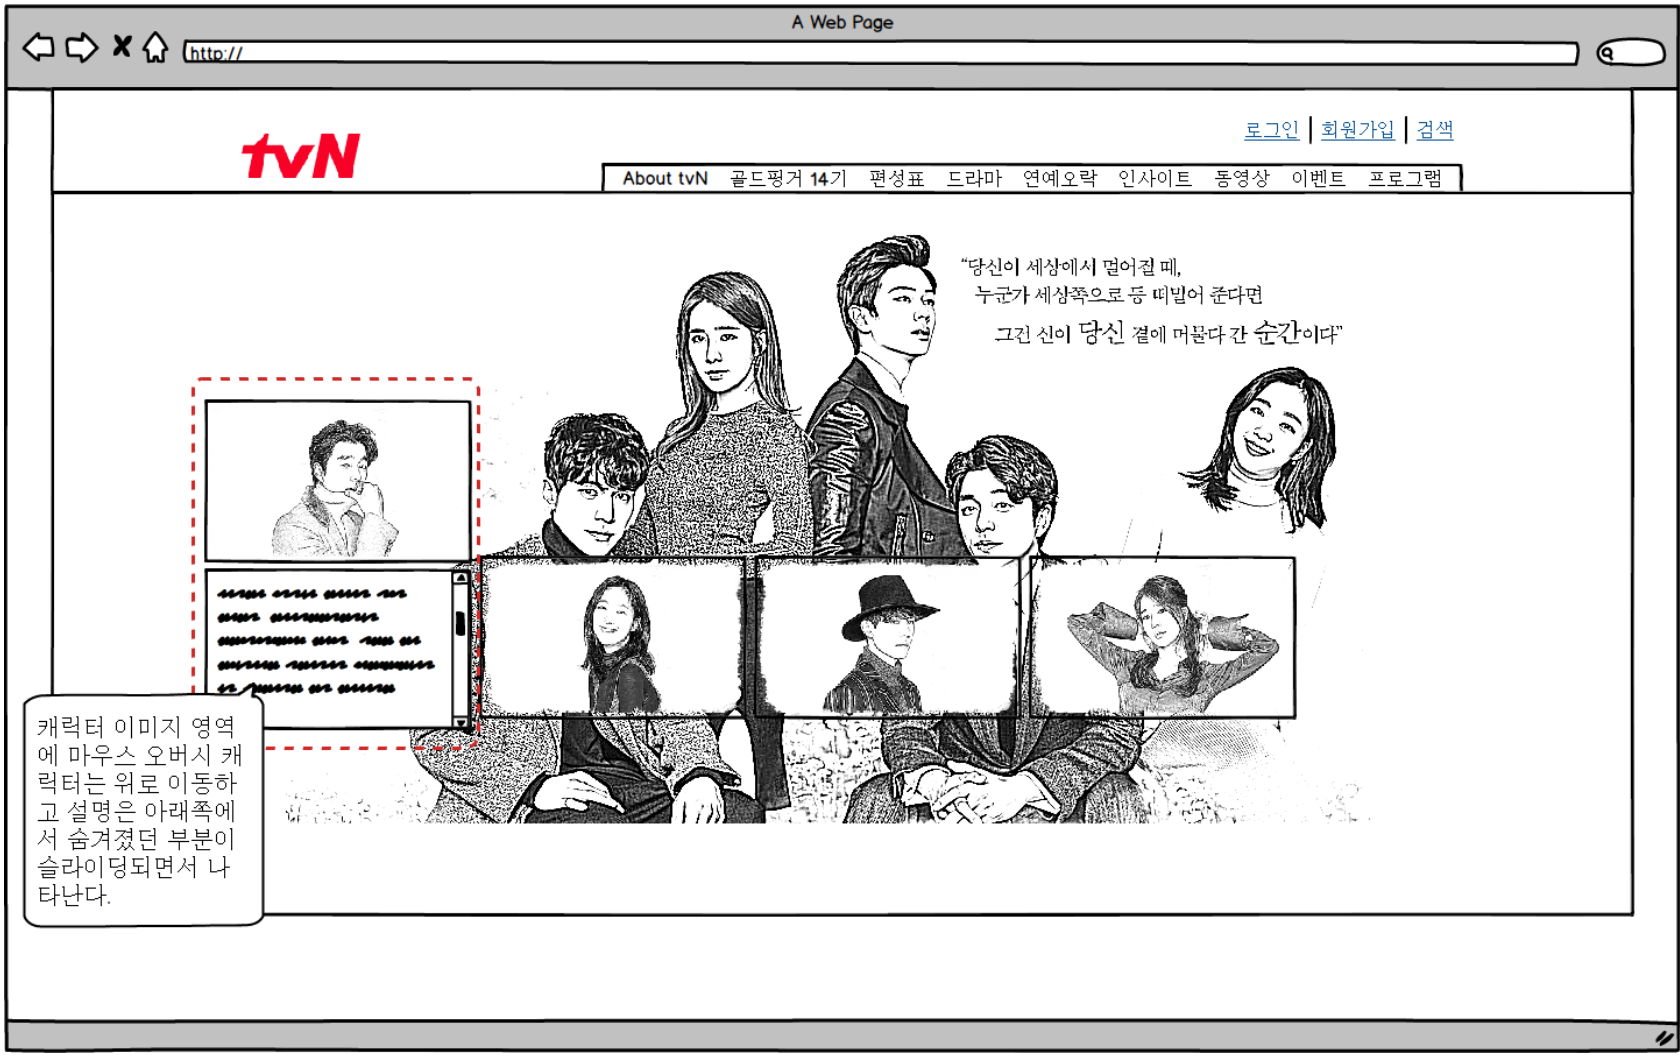 A Web Page
http://
tvN
로그인 | 회원가입 | 검색
About tvN 골드핑거 14기 편성표 드라마 연예오락 인사이트 동영상 이벤트 프로그램
“당신이 세상에서 멀어질 때,
누군가 세상쪽으로 등 떠밀어 준다면
그건 신이 당신 곁에 머물다 간 순간이다”
캐릭터 이미지 영역
에 마우스 오버시 캐
릭터는 위로 이동하
고 설명은 아래쪽에
서 숨겨졌던 부분이
슬라이딩되면서 나
타난다.